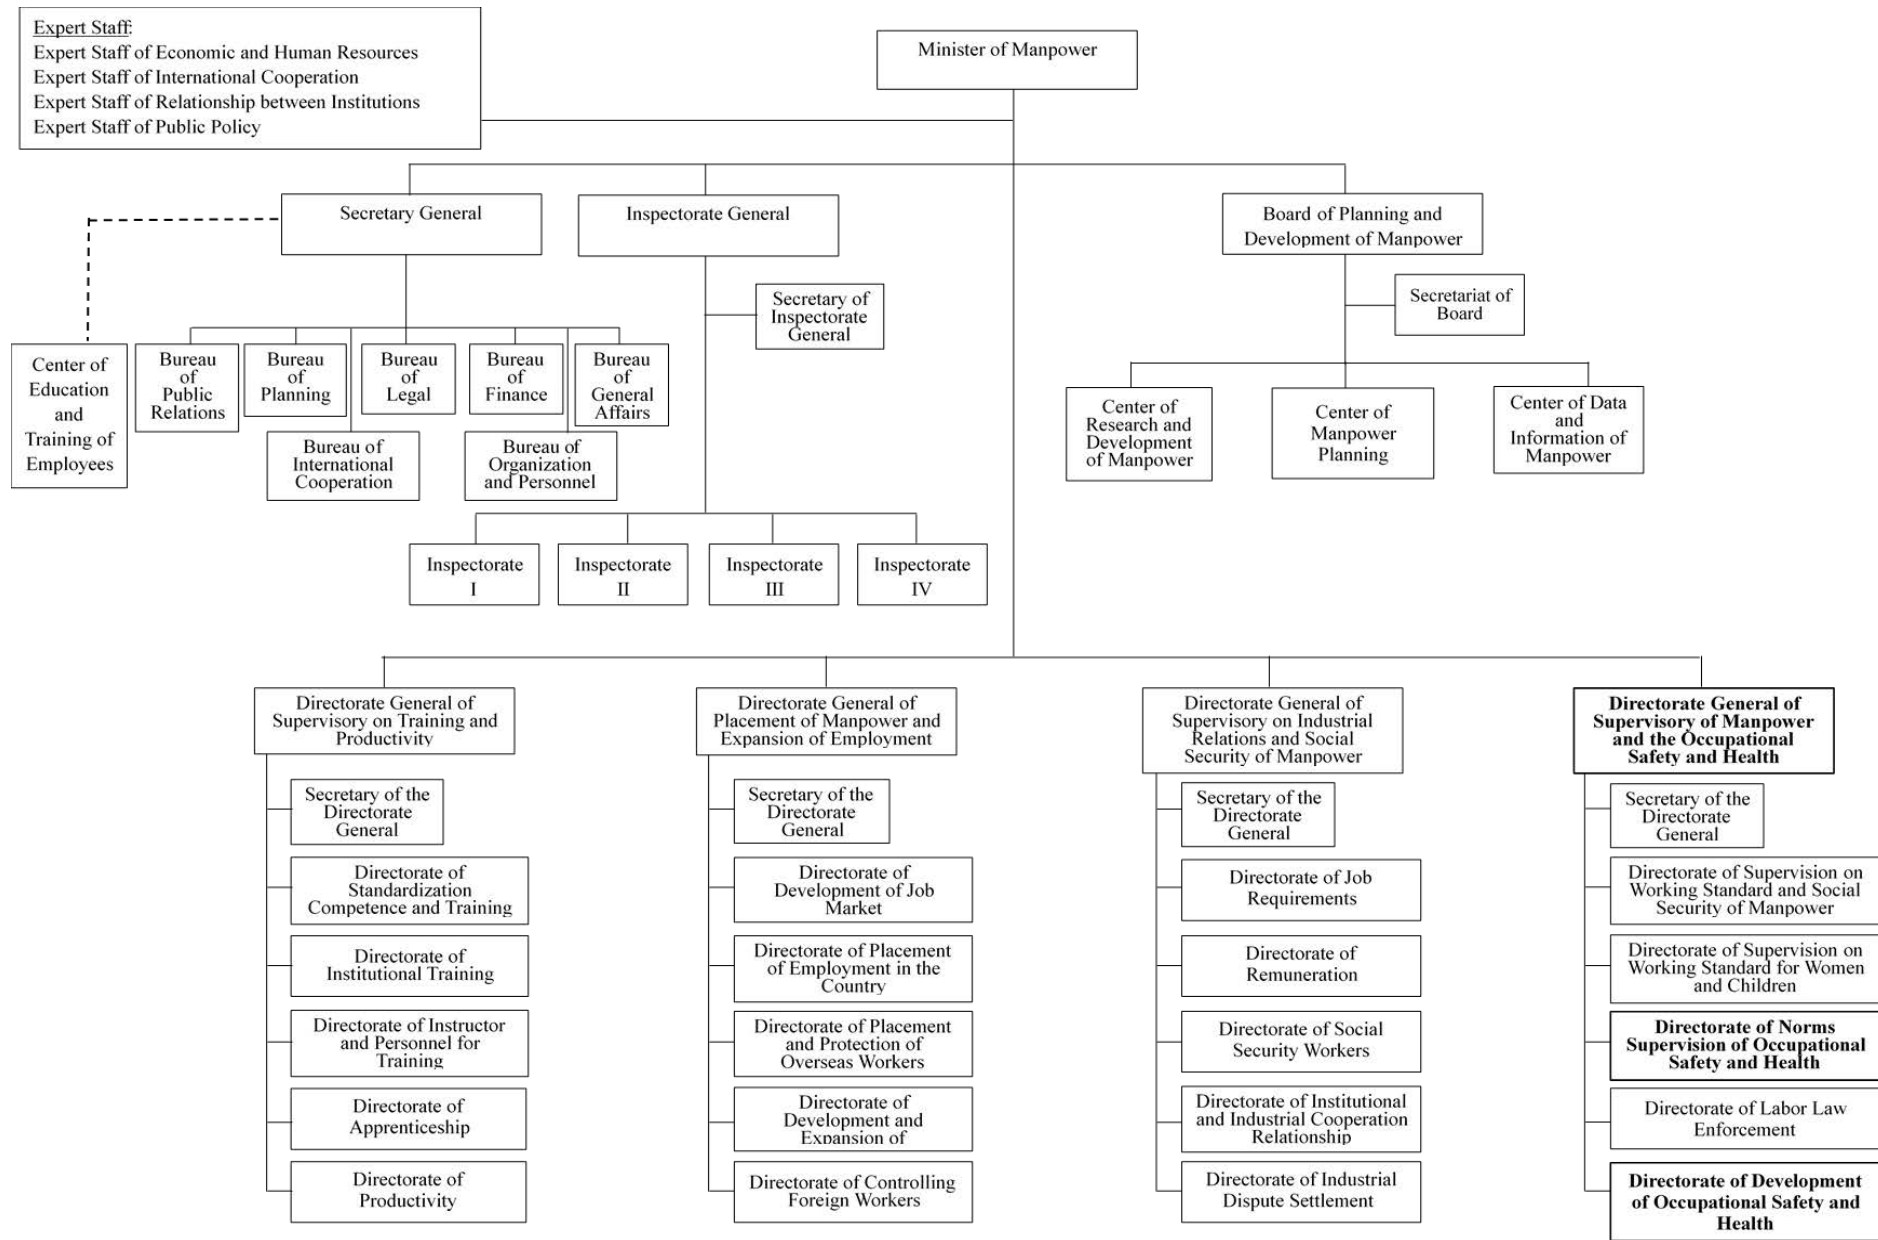 Expert Staff:
Expert Staff of Economic and Human Resources
Expert Staff of International Cooperation
Expert Staff of Relationship between Institutions
Expert Staff of Public Policy
Minister of Manpower
Secretary General
Inspectorate General
Board of Planning and
Development of Manpower
Secretary of
Inspectorate
General
Secretariat of
Board
Center of
Education
and
Training of
Employees
Bureau
of
Public
Relations
Bureau
of
Planning
Bureau
of
Legal
Bureau
of
Finance
Bureau
of
General
Affairs
Bureau of
International
Cooperation
Bureau of
Organization
and Personnel
Center of
Research and
Development
of Manpower
Center of
Manpower
Planning
Center of Data
and
Information of
Manpower
Inspectorate
I
Inspectorate
II
Inspectorate
III
Inspectorate
IV
Directorate General of
Supervisory on Training and
Productivity
Secretary of the
Directorate
General
Directorate of
Standardization
Competence and Training
Directorate of
Institutional Training
Directorate of Instructor
and Personnel for
Training
Directorate of
Apprenticeship
Directorate of
Productivity
Directorate General of
Placement of Manpower and
Expansion of Employment
Secretary of the
Directorate
General
Directorate of
Development of Job
Market
Directorate of Placement
of Employment in the
Country
Directorate of Placement
and Protection of
Overseas Workers
Directorate of
Development and
Expansion of
Directorate of Controlling
Foreign Workers
Directorate General of
Supervisory on Industrial
Relations and Social
Security of Manpower
Secretary of the
Directorate
General
Directorate of Job
Requirements
Directorate of
Remuneration
Directorate of Social
Security Workers
Directorate of Institutional
and Industrial Cooperation
Relationship
Directorate of Industrial
Dispute Settlement
Directorate General of
Supervisory of Manpower
and the Occupational
Safety and Health
Secretary of the
Directorate
General
Directorate of Supervision on
Working Standard and Social
Security of Manpower
Directorate of Supervision on
Working Standard for Women
and Children
Directorate of Norms
Supervision of Occupational
Safety and Health
Directorate of Labor Law
Enforcement
Directorate of Development
of Occupational Safety and
Health